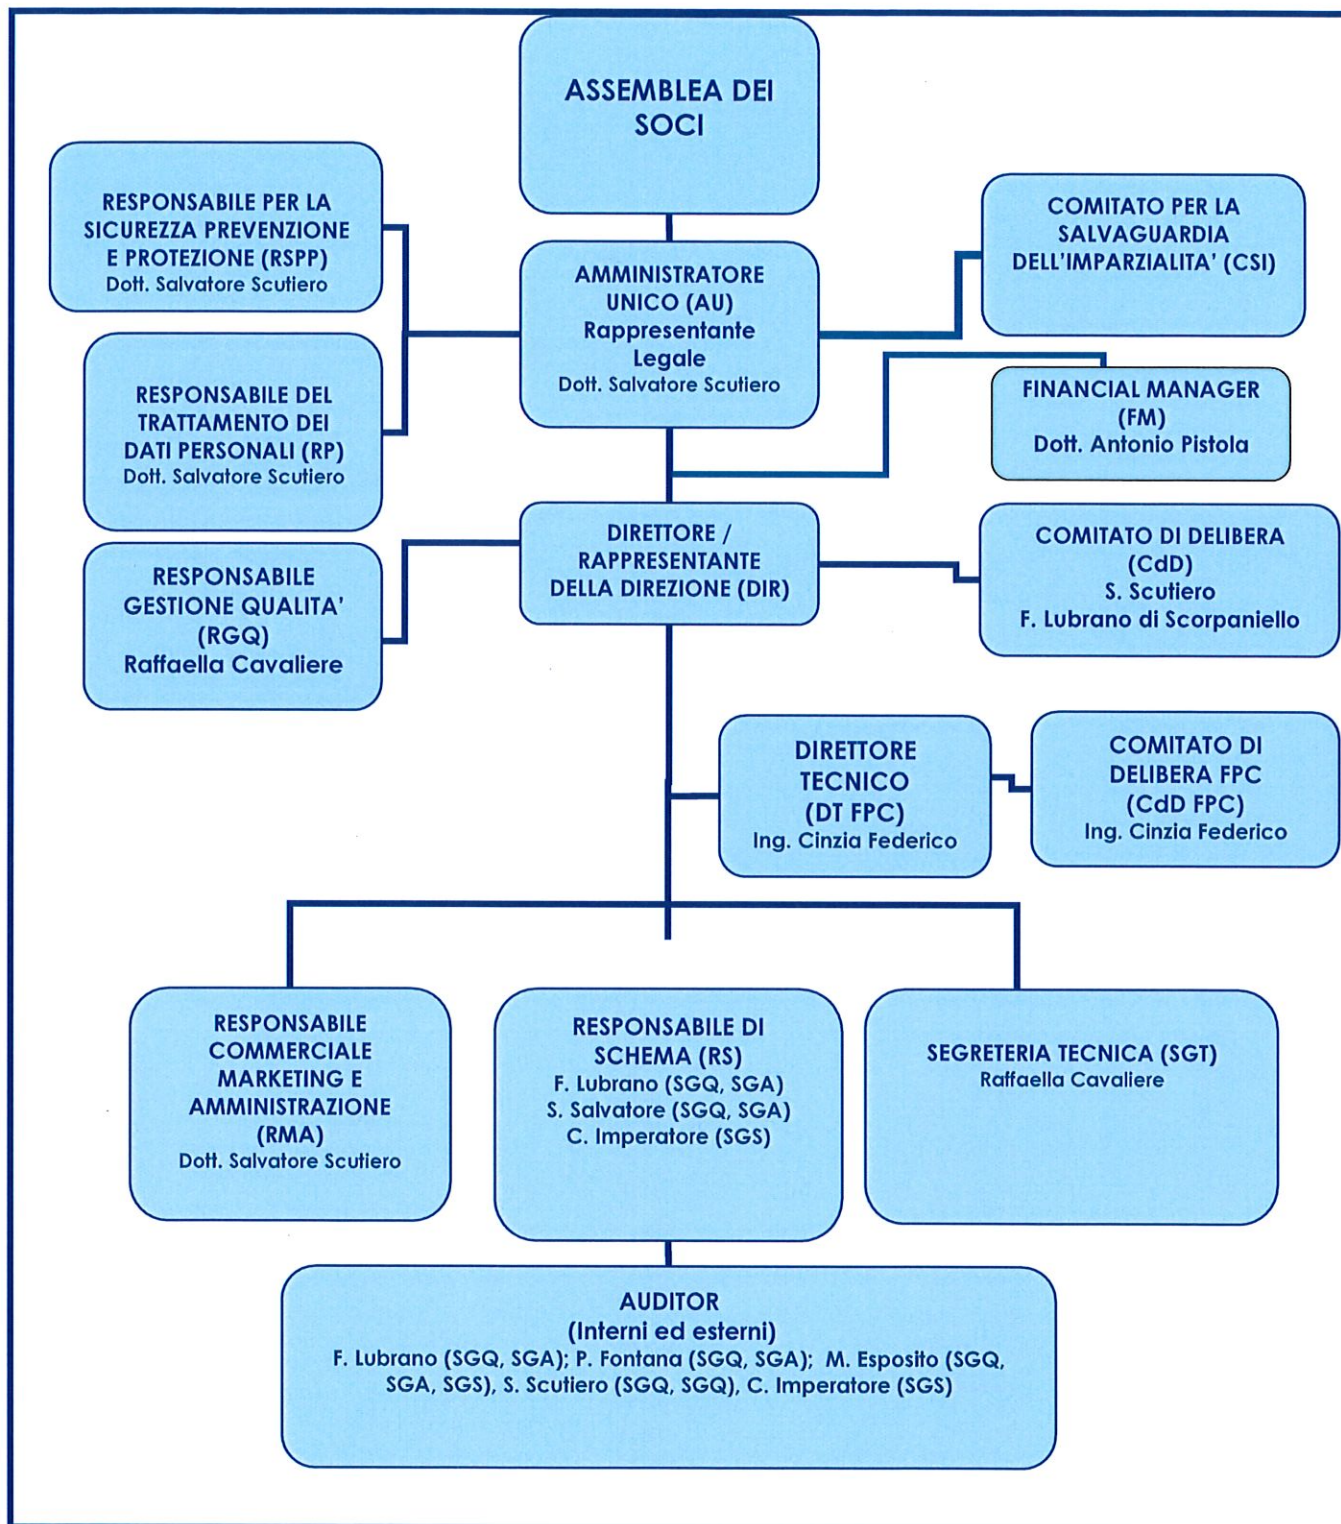 ASSEMBLEA DEI
SOCI
RESPONSABILE PER LA
SICUREZZA PREVENZIONE
E PROTEZIONE (RSPP)
Dott. Salvatore Scutiero
COMITATO PER LA
SALVAGUARDIA
DELL'IMPARZIALITA' (CSI)
AMMINISTRATORE
UNICO (AU)
Rappresentante
Legale
Dott. Salvatore Scutiero
RESPONSABILE DEL
TRATTAMENTO DEI
DATI PERSONALI (RP)
Dott. Salvatore Scutiero
FINANCIAL MANAGER
(FM)
Dott. Antonio Pistola
DIRETTORE /
RAPPRESENTANTE
DELLA DIREZIONE (DIR)
COMITATO DI DELIBERA
(CdD)
S. Scutiero
F. Lubrano di Scorpaniello
RESPONSABILE
GESTIONE QUALITA'
(RGQ)
Raffaella Cavaliere
DIRETTORE
TECNICO
(DT FPC)
Ing. Cinzia Federico
COMITATO DI
DELIBERA FPC
(CdD FPC)
Ing. Cinzia Federico
RESPONSABILE
COMMERCIALE
MARKETING E
AMMINISTRAZIONE
(RMA)
Dott. Salvatore Scutiero
RESPONSABILE DI
SCHEMA (RS)
F. Lubrano (SGQ, SGA)
S. Salvatore (SGQ, SGA)
C. Imperatore (SGS)
SEGRETERIA TECNICA (SGT)
Raffaella Cavaliere
AUDITOR
(Interni ed esterni)
F. Lubrano (SGQ, SGA); P. Fontana (SGQ, SGA); M. Esposito (SGQ,
SGA, SGS), S. Scutiero (SGQ, SGQ), C. Imperatore (SGS)